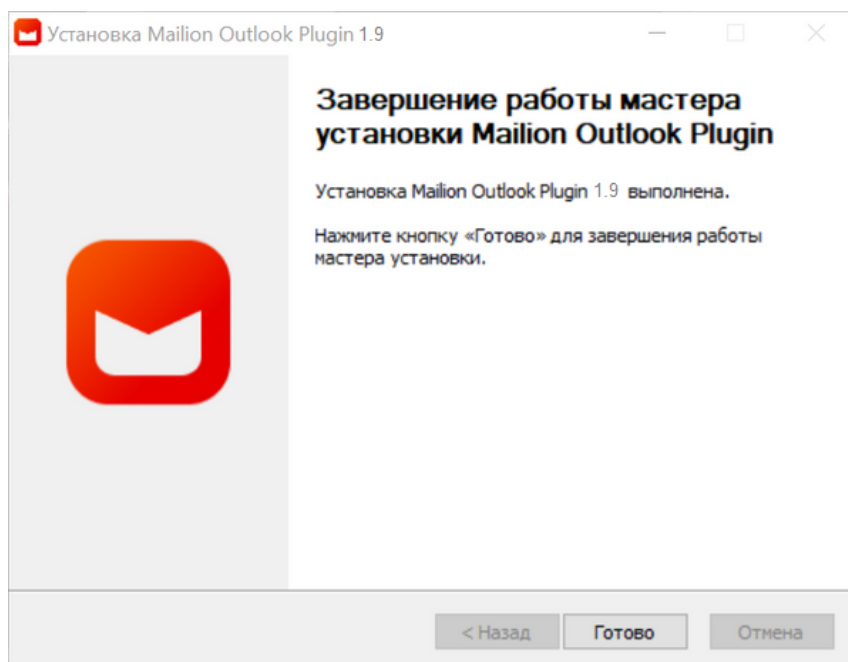 Установка Mailion Outlook Plugin 1.9
Завершение работы мастера
установки Mailion Outlook Plugin
Установка Mailion Outlook Plugin 1.9 выполнена.
Нажмите кнопку «Готово» для завершения работы
мастера установки.
< Назад Готово Отмена